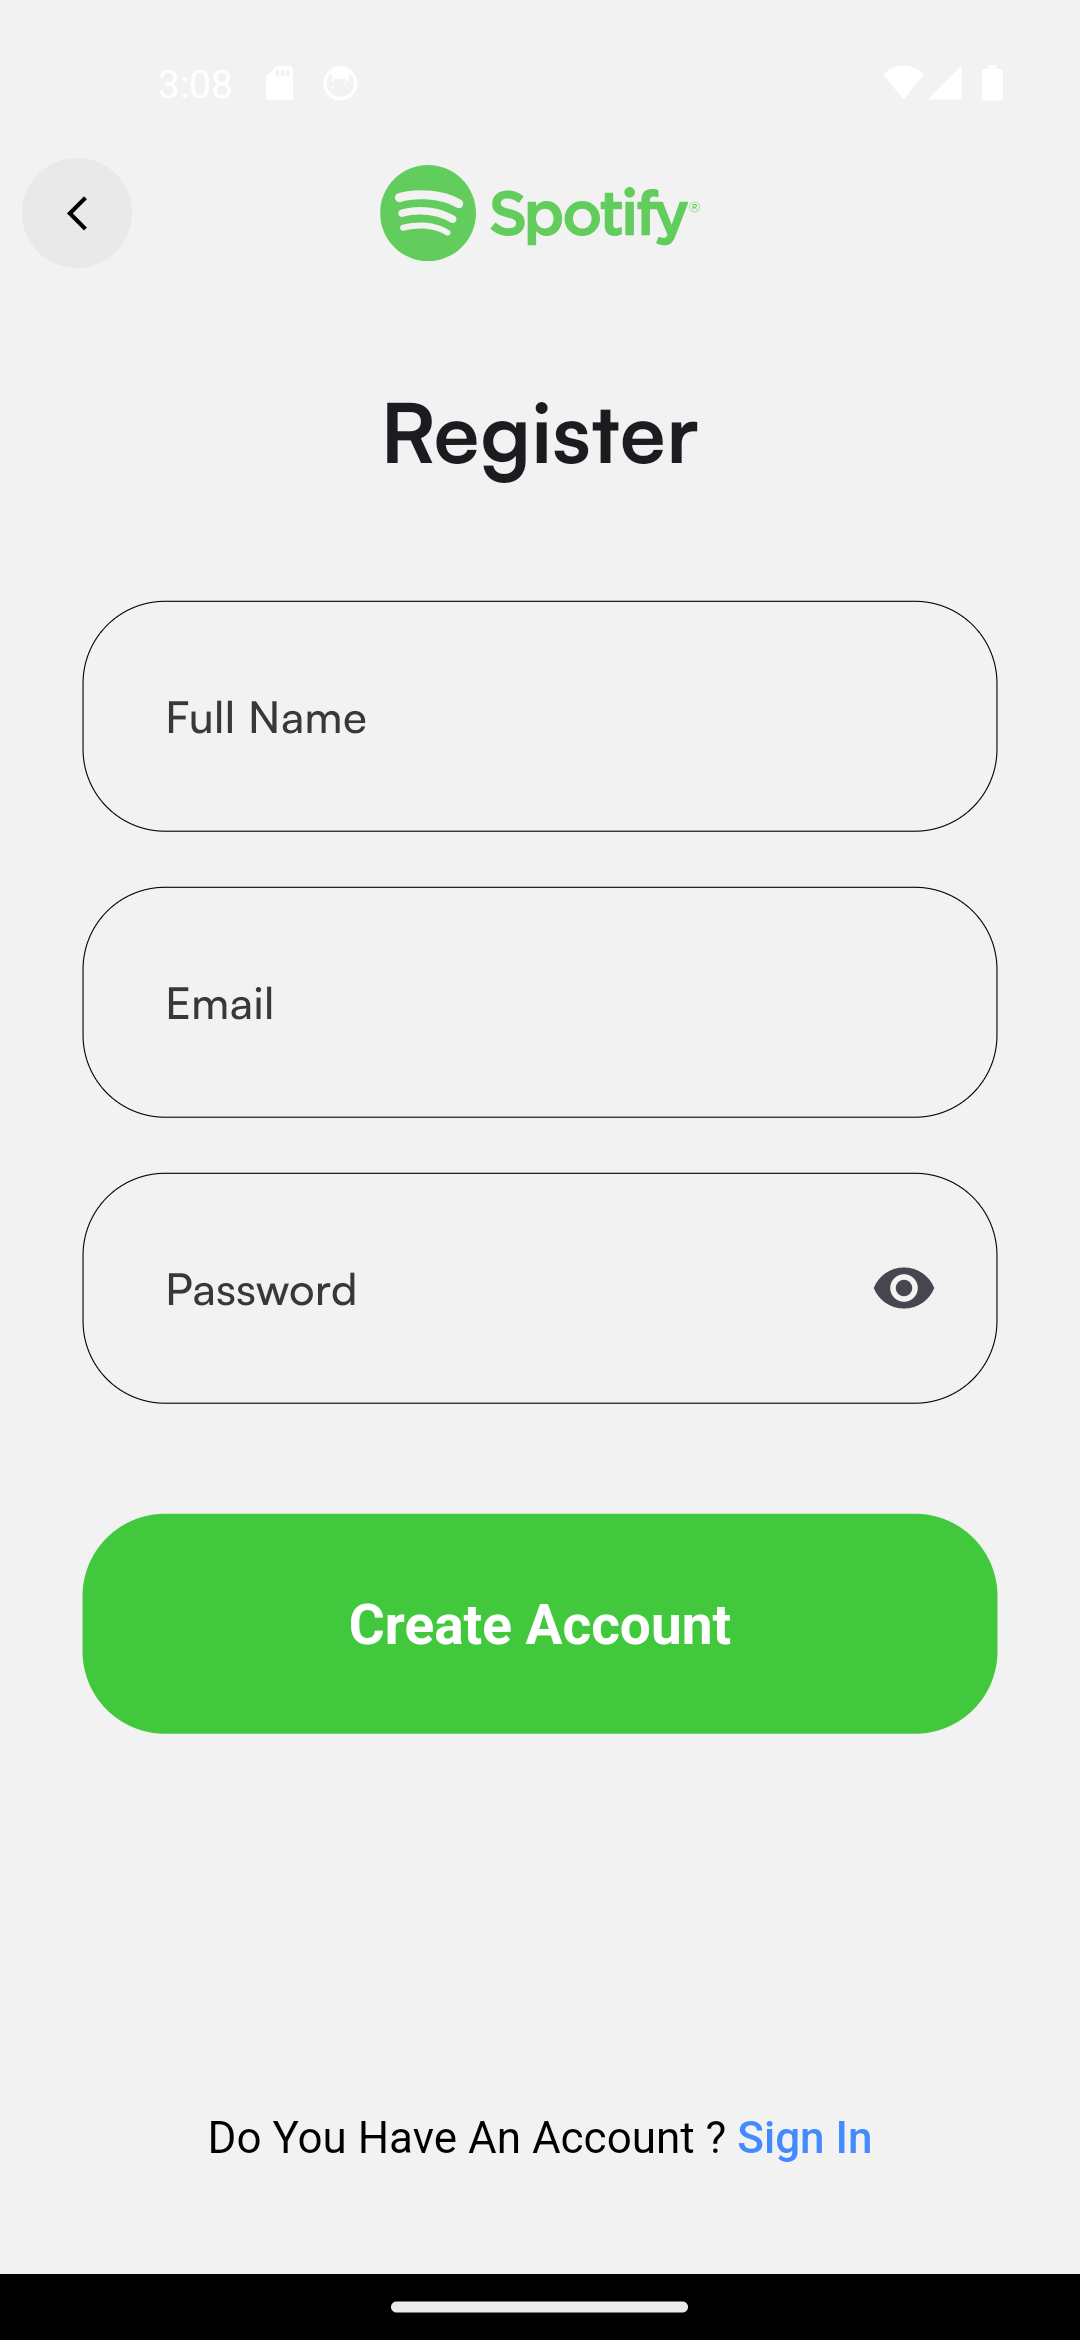 3:08
Spotify®
Register
Full Name
Email
Password
Create Account
Do You Have An Account ? Sign In